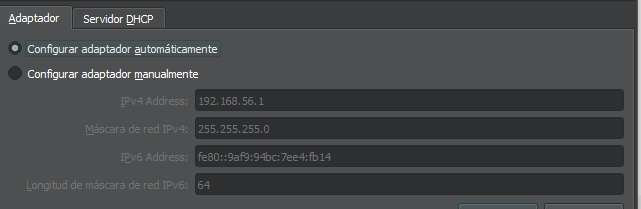 Adaptador Servidor DHCP
Configurar adaptador automáticamente
Configurar adaptador manualmente
IPv4 Address: 192.168.56.1
Máscara de red IPv4: 255.255.255.0
IPv6 Address: fe80::9af9:94bc:7ee4:fb14
Longitud de máscara de red IPv6: 64